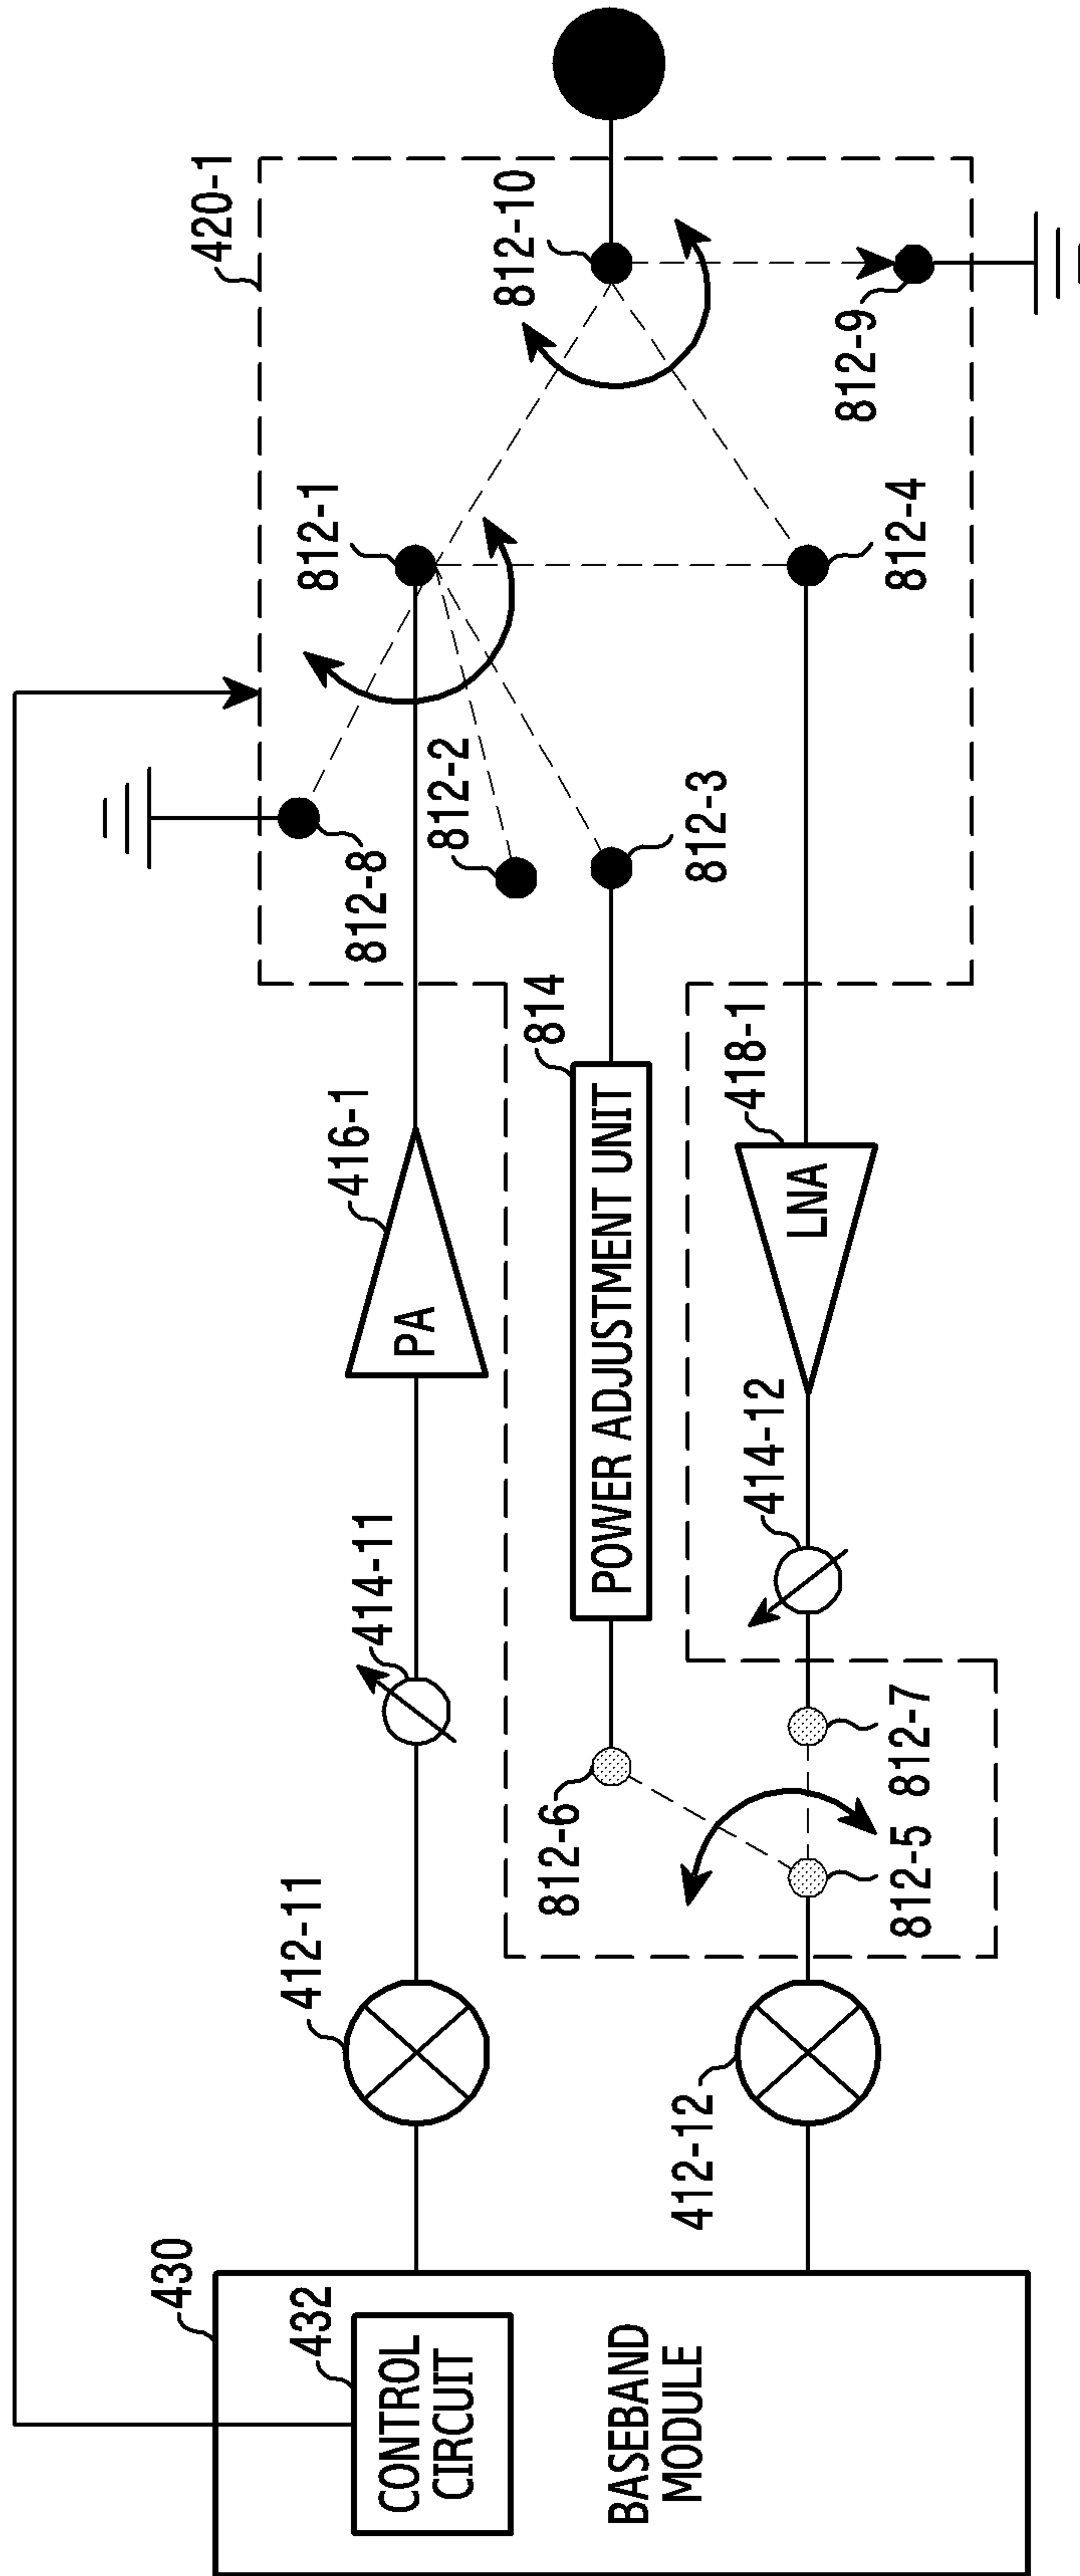 430
432
CONTROL
CIRCUIT
BASEBAND
MODULE
412-11
412-12
414-11
416-1
PA
812-6
812-5
812-7
814
POWER ADJUSTMENT UNIT
414-12
418-1
LNA
420-1
812-8
812-2
812-3
812-1
812-4
812-10
812-9